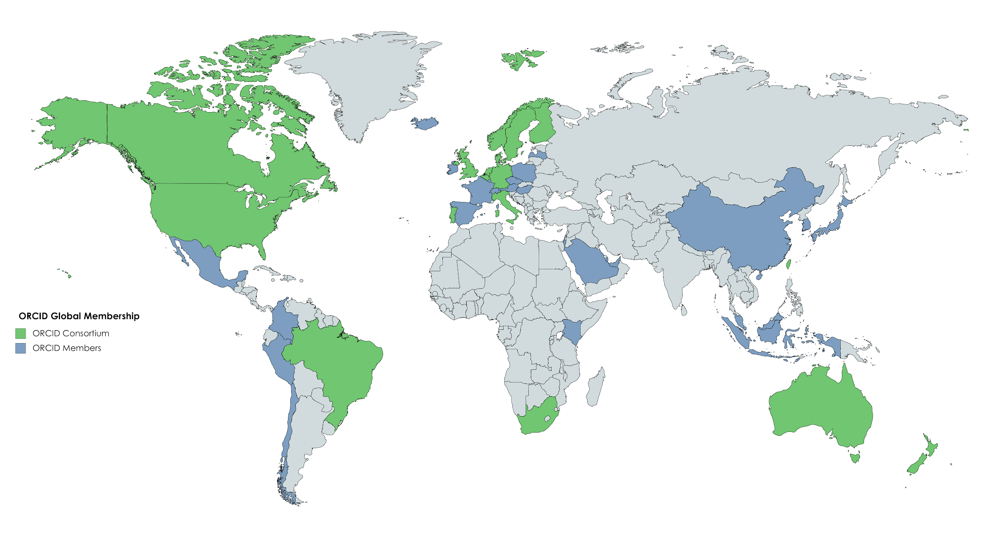 ORCID Global Membership
ORCID Consortium
ORCID Members